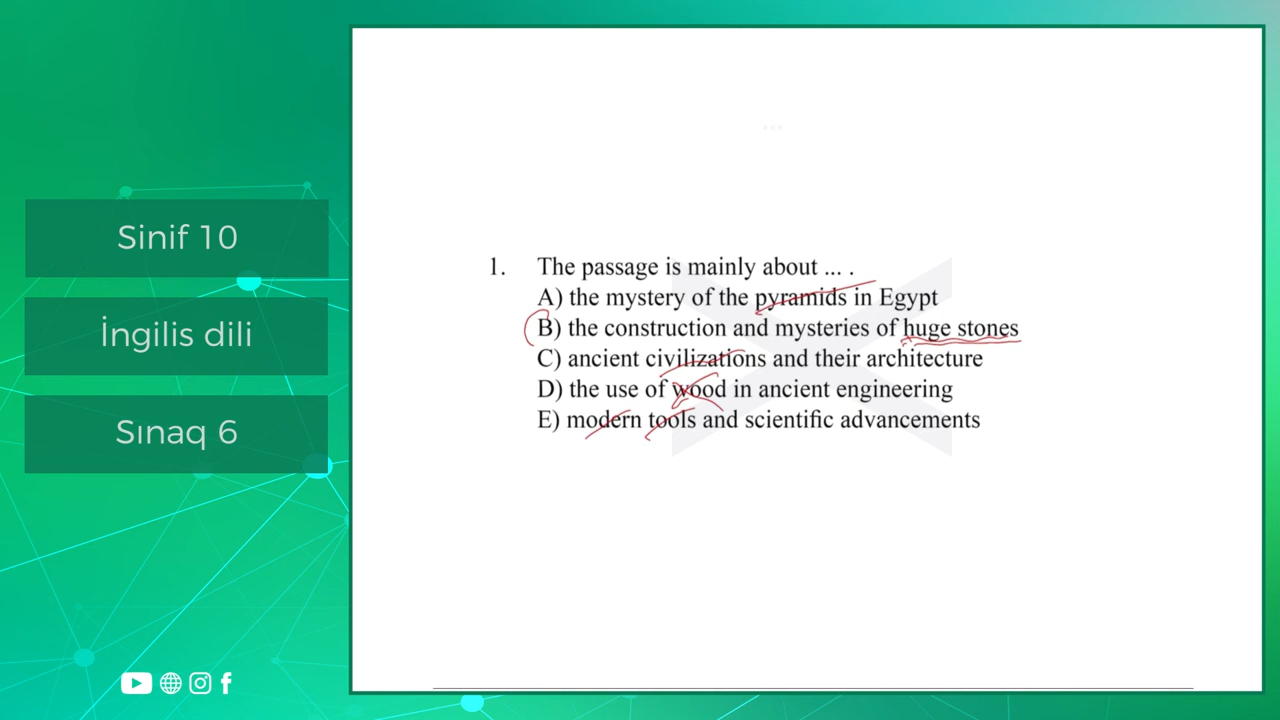 Sinif 10
İngilis dili
Sınaq 6
1. The passage is mainly about ... .
A) the mystery of the pyramids in Egypt
B) the construction and mysteries of huge stones
C) ancient civilizations and their architecture
D) the use of wood in ancient engineering
E) modern tools and scientific advancements